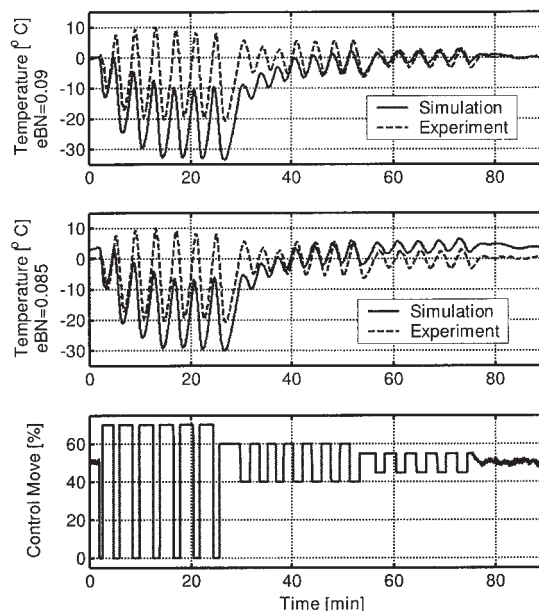 Temperature [° C]
eBN=0.09
10
0
-10
-20
-30
Simulation
Experiment
0
20
40
60
80
Temperature [° C]
eBN=0.085
10
0
-10
-20
-30
Simulation
Experiment
0
20
40
60
80
Control Move [%]
60
40
20
0
0
20
40
60
80
Time [min]